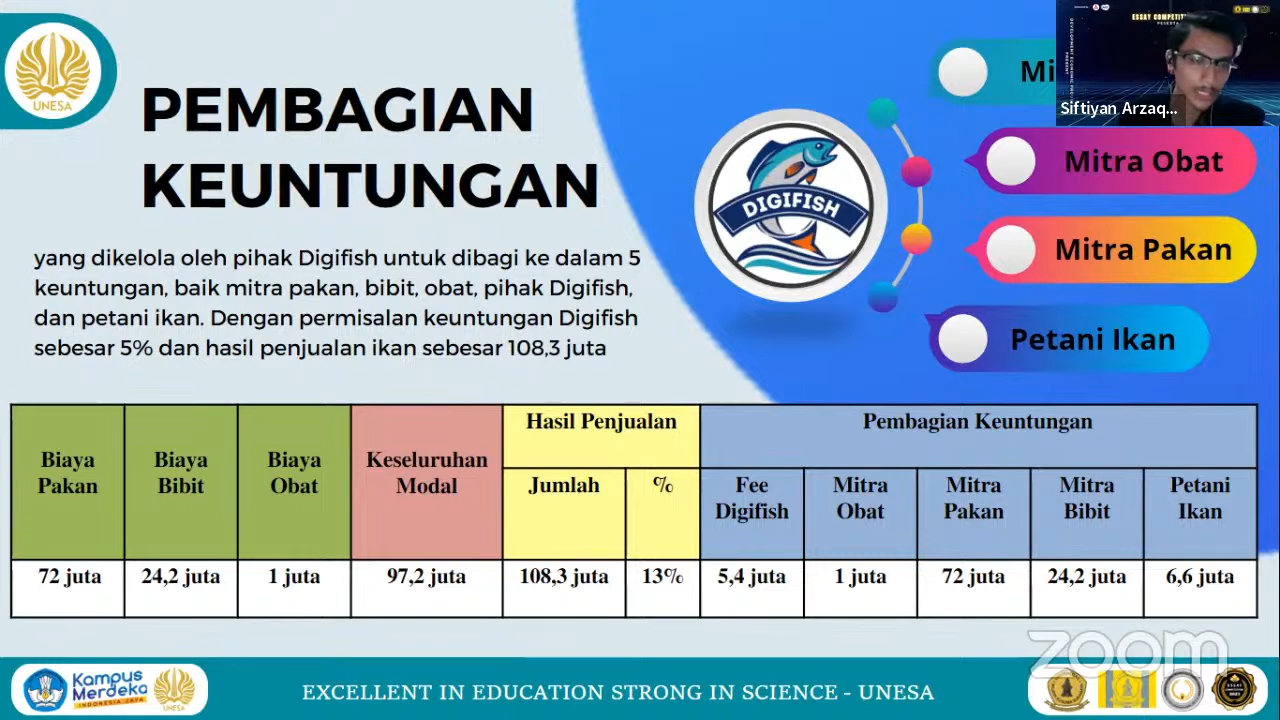 UNESA
PEMBAGIAN
KEUNTUNGAN
yang dikelola oleh pihak Digifish untuk dibagi ke dalam 5
keuntungan, baik mitra pakan, bibit, obat, pihak Digifish,
dan petani ikan. Dengan permisalan keuntungan Digifish
sebesar 5% dan hasil penjualan ikan sebesar 108,3 juta
DIGIFISH
Mi
Mitra Obat
Mitra Pakan
Petani Ikan
Siftiyan Arzaq...
Biaya Pakan
Biaya Bibit
Biaya Obat
Keseluruhan Modal
Hasil Penjualan
Jumlah
%
Pembagian Keuntungan
Fee Digifish
Mitra Obat
Mitra Pakan
Mitra Bibit
Petani Ikan
72 juta 24,2 juta 1 juta 97,2 juta 108,3 juta 13% 5,4 juta 1 juta 72 juta 24,2 juta 6,6 juta
zoom
Kampus
Merdeka
INDONESIA JAYA
UNESA
EXCELLENT IN EDUCATION STRONG IN SCIENCE - UNESA